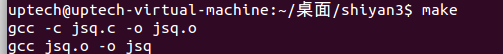 uptech@uptech-virtual-machine:~/桌面/shiyan3$ make
gcc -c jsq.c -o jsq.o
gcc jsq.o -o jsq